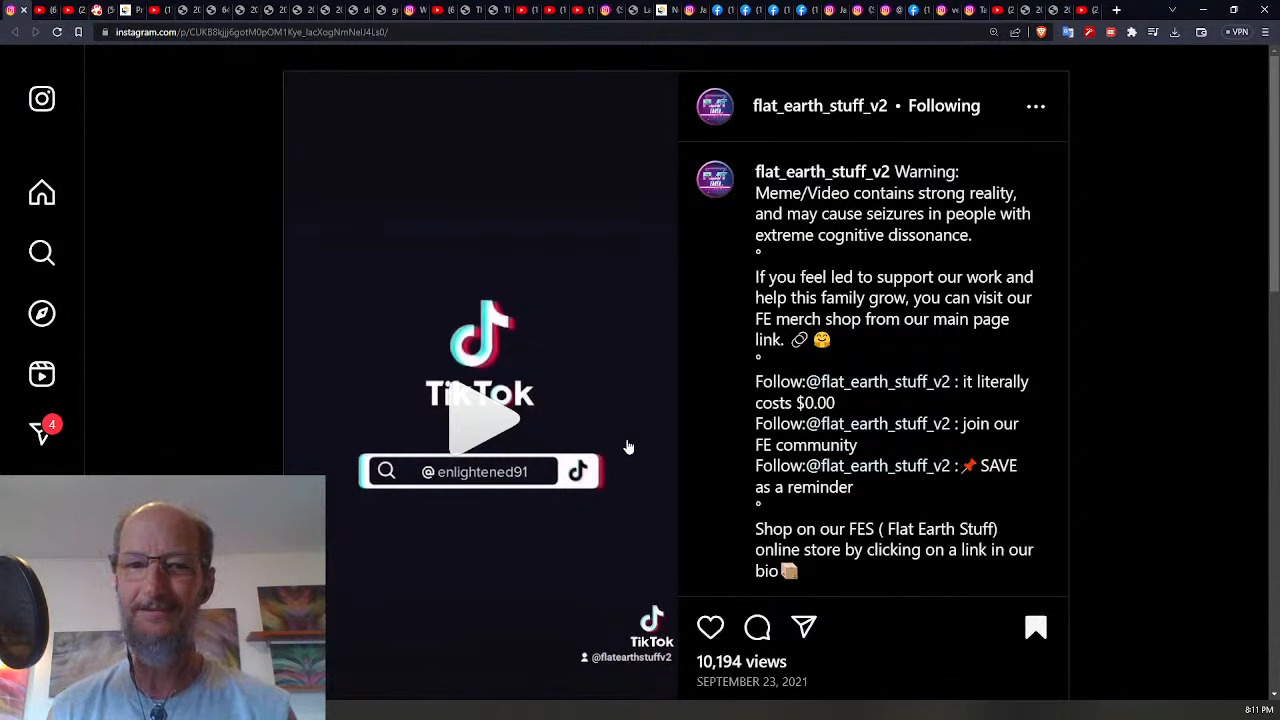 instagram.com/p/CUKB8kjjj6gotM0pOM1Kye_lacXogNmNelJ4Ls0/
VPN
flat_earth_stuff_v2 • Following
flat_earth_stuff_v2 Warning:
Meme/Video contains strong reality,
and may cause seizures in people with
extreme cognitive dissonance.
°
If you feel led to support our work and
help this family grow, you can visit our
FE merch shop from our main page
link. 🔗 🤗
°
Follow:@flat_earth_stuff_v2 : it literally
costs $0.00
Follow:@flat_earth_stuff_v2 : join our
FE community
Follow:@flat_earth_stuff_v2 :📌 SAVE
as a reminder
°
Shop on our FES ( Flat Earth Stuff)
online store by clicking on a link in our
bio📦
10,194 views
SEPTEMBER 23, 2021
TikTok
@enlightened91
TikTok
@flatearthstuffv2
4
8:11 PM